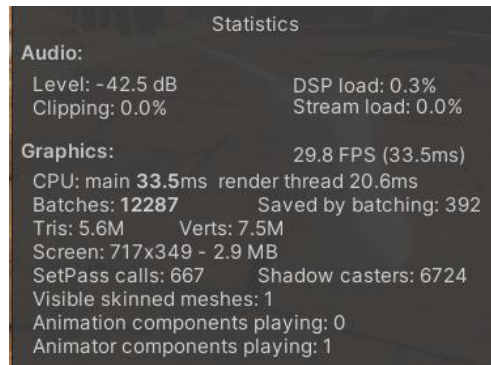 Statistics
Audio:
Level: -42.5 dB DSP load: 0.3%
Clipping: 0.0% Stream load: 0.0%
Graphics: 29.8 FPS (33.5ms)
CPU: main 33.5ms render thread 20.6ms
Batches: 12287 Saved by batching: 392
Tris: 5.6M Verts: 7.5M
Screen: 717x349 - 2.9 MB
SetPass calls: 667 Shadow casters: 6724
Visible skinned meshes: 1
Animation components playing: 0
Animator components playing: 1